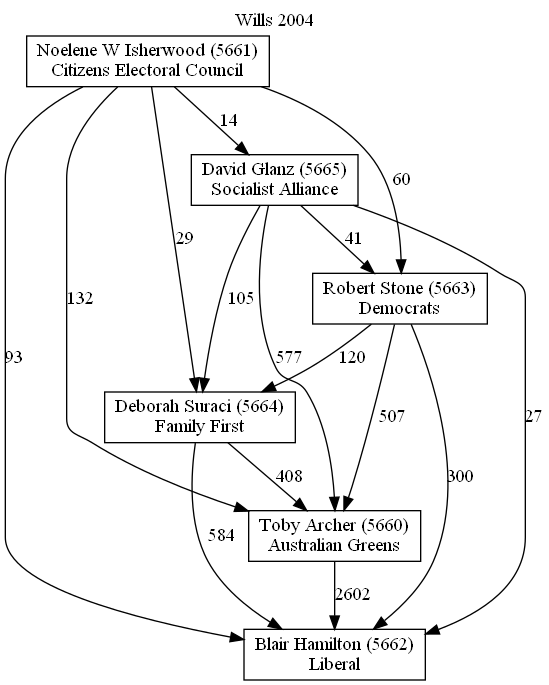 Wills 2004
Noelene W Isherwood (5661)
Citizens Electoral Council
14
David Glanz (5665)
Socialist Alliance
60
29
41
Robert Stone (5663)
Democrats
132
105
93
577
120
27
Deborah Suraci (5664)
Family First
507
408
300
584
Toby Archer (5660)
Australian Greens
2602
Blair Hamilton (5662)
Liberal